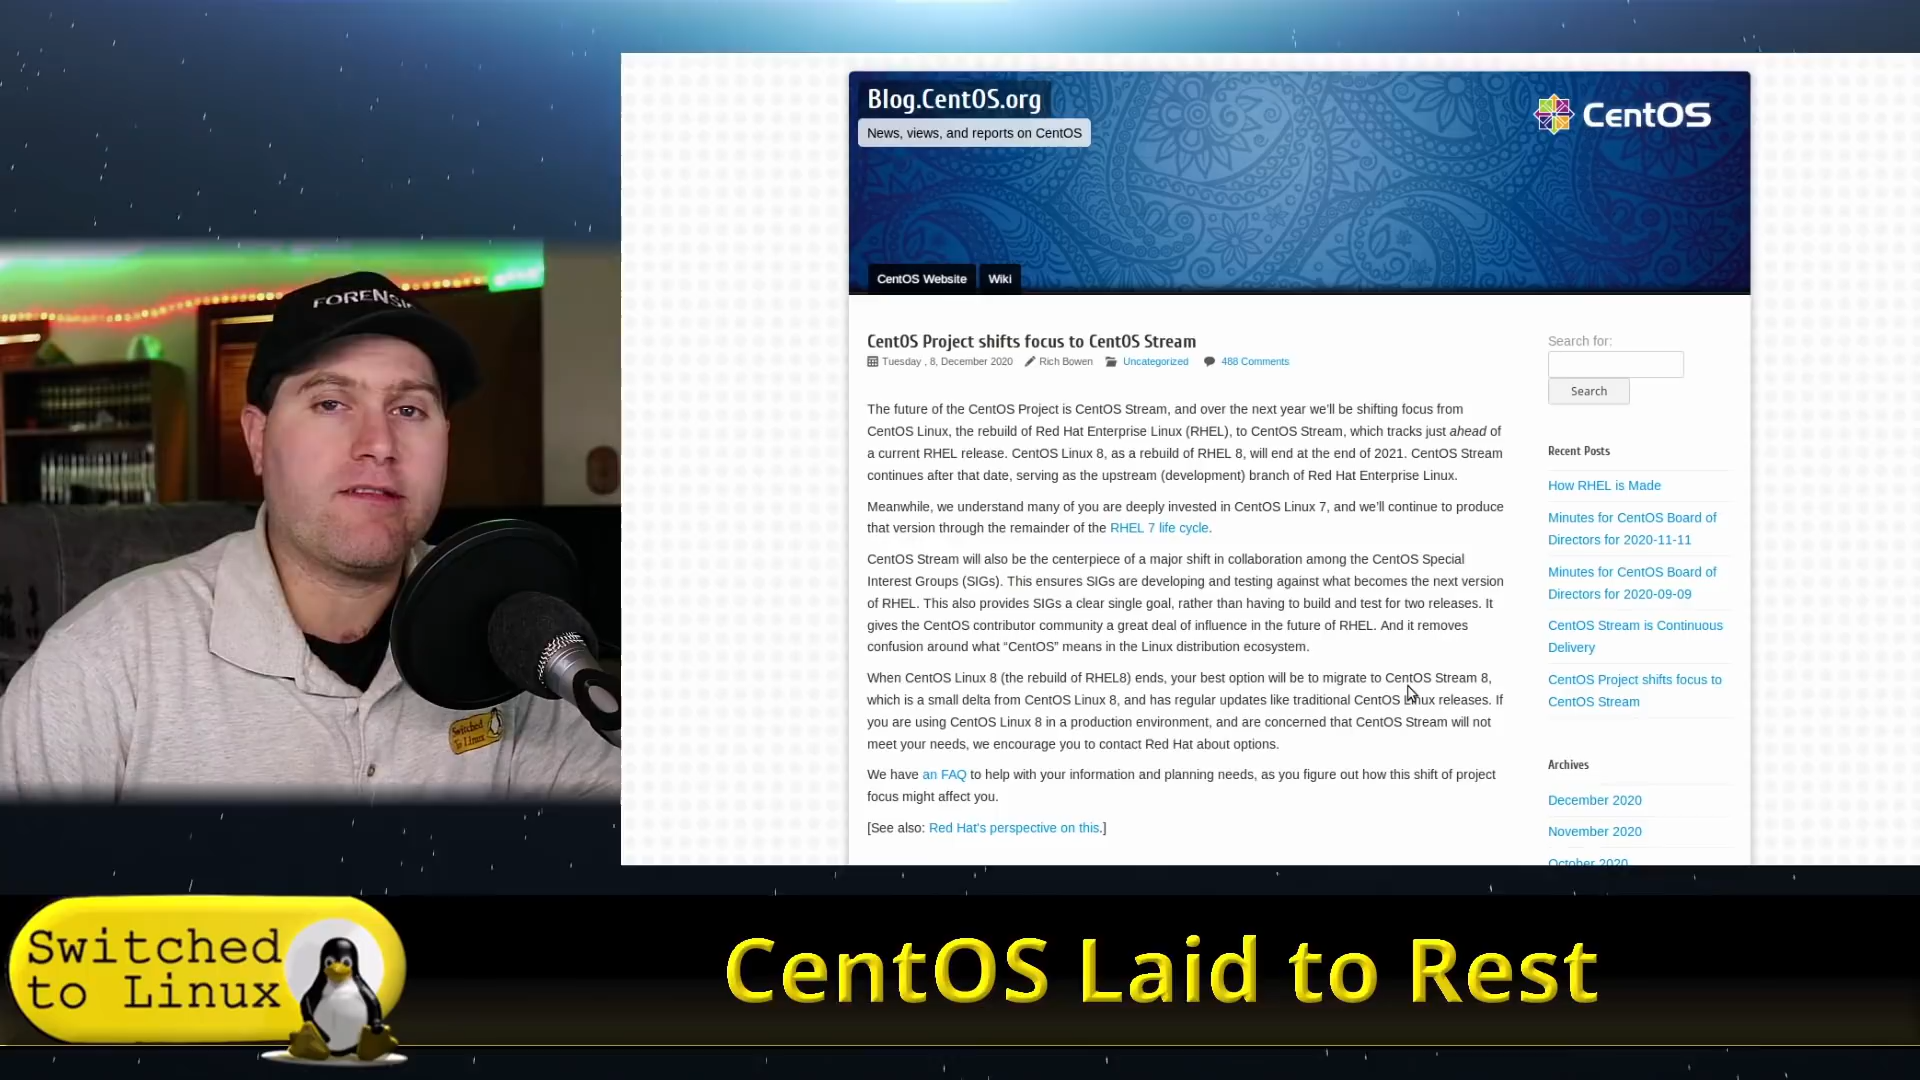 FORENSI
Switched
To Linux
Blog.CentOS.org
News, views, and reports on CentOS
CentOS
CentOS Website
Wiki
CentOS Project shifts focus to CentOS Stream
Tuesday , 8, December 2020 Rich Bowen Uncategorized 488 Comments
The future of the CentOS Project is CentOS Stream, and over the next year we’ll be shifting focus from
CentOS Linux, the rebuild of Red Hat Enterprise Linux (RHEL), to CentOS Stream, which tracks just ahead of
a current RHEL release. CentOS Linux 8, as a rebuild of RHEL 8, will end at the end of 2021. CentOS Stream
continues after that date, serving as the upstream (development) branch of Red Hat Enterprise Linux.
Meanwhile, we understand many of you are deeply invested in CentOS Linux 7, and we’ll continue to produce
that version through the remainder of the RHEL 7 life cycle.
CentOS Stream will also be the centerpiece of a major shift in collaboration among the CentOS Special
Interest Groups (SIGs). This ensures SIGs are developing and testing against what becomes the next version
of RHEL. This also provides SIGs a clear single goal, rather than having to build and test for two releases. It
gives the CentOS contributor community a great deal of influence in the future of RHEL. And it removes
confusion around what “CentOS” means in the Linux distribution ecosystem.
When CentOS Linux 8 (the rebuild of RHEL8) ends, your best option will be to migrate to CentOS Stream 8,
which is a small delta from CentOS Linux 8, and has regular updates like traditional CentOS Linux releases. If
you are using CentOS Linux 8 in a production environment, and are concerned that CentOS Stream will not
meet your needs, we encourage you to contact Red Hat about options.
We have an FAQ to help with your information and planning needs, as you figure out how this shift of project
focus might affect you.
[See also: Red Hat’s perspective on this.]
Search for:
Search
Recent Posts
How RHEL is Made
Minutes for CentOS Board of
Directors for 2020-11-11
Minutes for CentOS Board of
Directors for 2020-09-09
CentOS Stream is Continuous
Delivery
CentOS Project shifts focus to
CentOS Stream
Archives
December 2020
November 2020
October 2020
Switched
to Linux
CentOS Laid to Rest